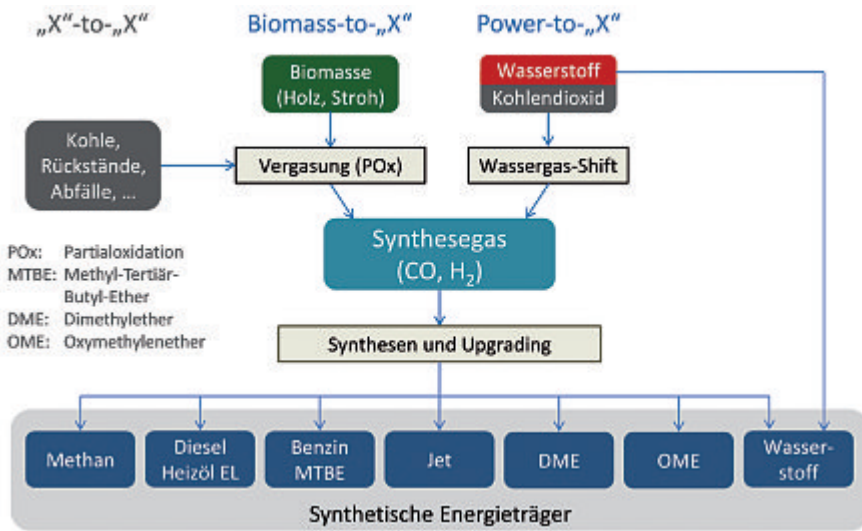 „X“-to-„X“
Biomass-to-„X“
Power-to-„X“
Biomasse
(Holz, Stroh)
Wasserstoff
Kohlendioxid
Kohle,
Rückstände,
Abfälle, ...
Vergasung (POx)
Wassergas-Shift
Synthesegas
(CO, H₂)
POx: Partialoxidation
MTBE: Methyl-Tertiär-
Butyl-Ether
DME: Dimethylether
OME: Oxymethylenether
Synthesen und Upgrading
Methan
Diesel
Heizöl EL
Benzin
MTBE
Jet
DME
OME
Wasser-
stoff
Synthetische Energieträger